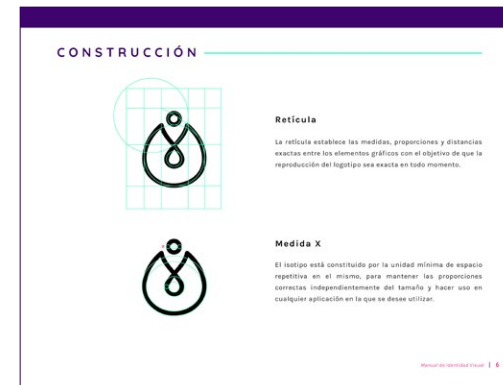 CONSTRUCCIÓN
Retícula
La retícula establece las medidas, proporciones y distancias
exactas entre los elementos gráficos con el objetivo de que la
reproducción del logotipo sea exacta en todo momento.
Medida X
El isotipo está constituido por la unidad mínima de espacio
repetitiva en el mismo, para mantener las proporciones
correctas independientemente del tamaño y hacer uso en
cualquier aplicación en la que se desee utilizar.
Manual de Identidad Visual | 6